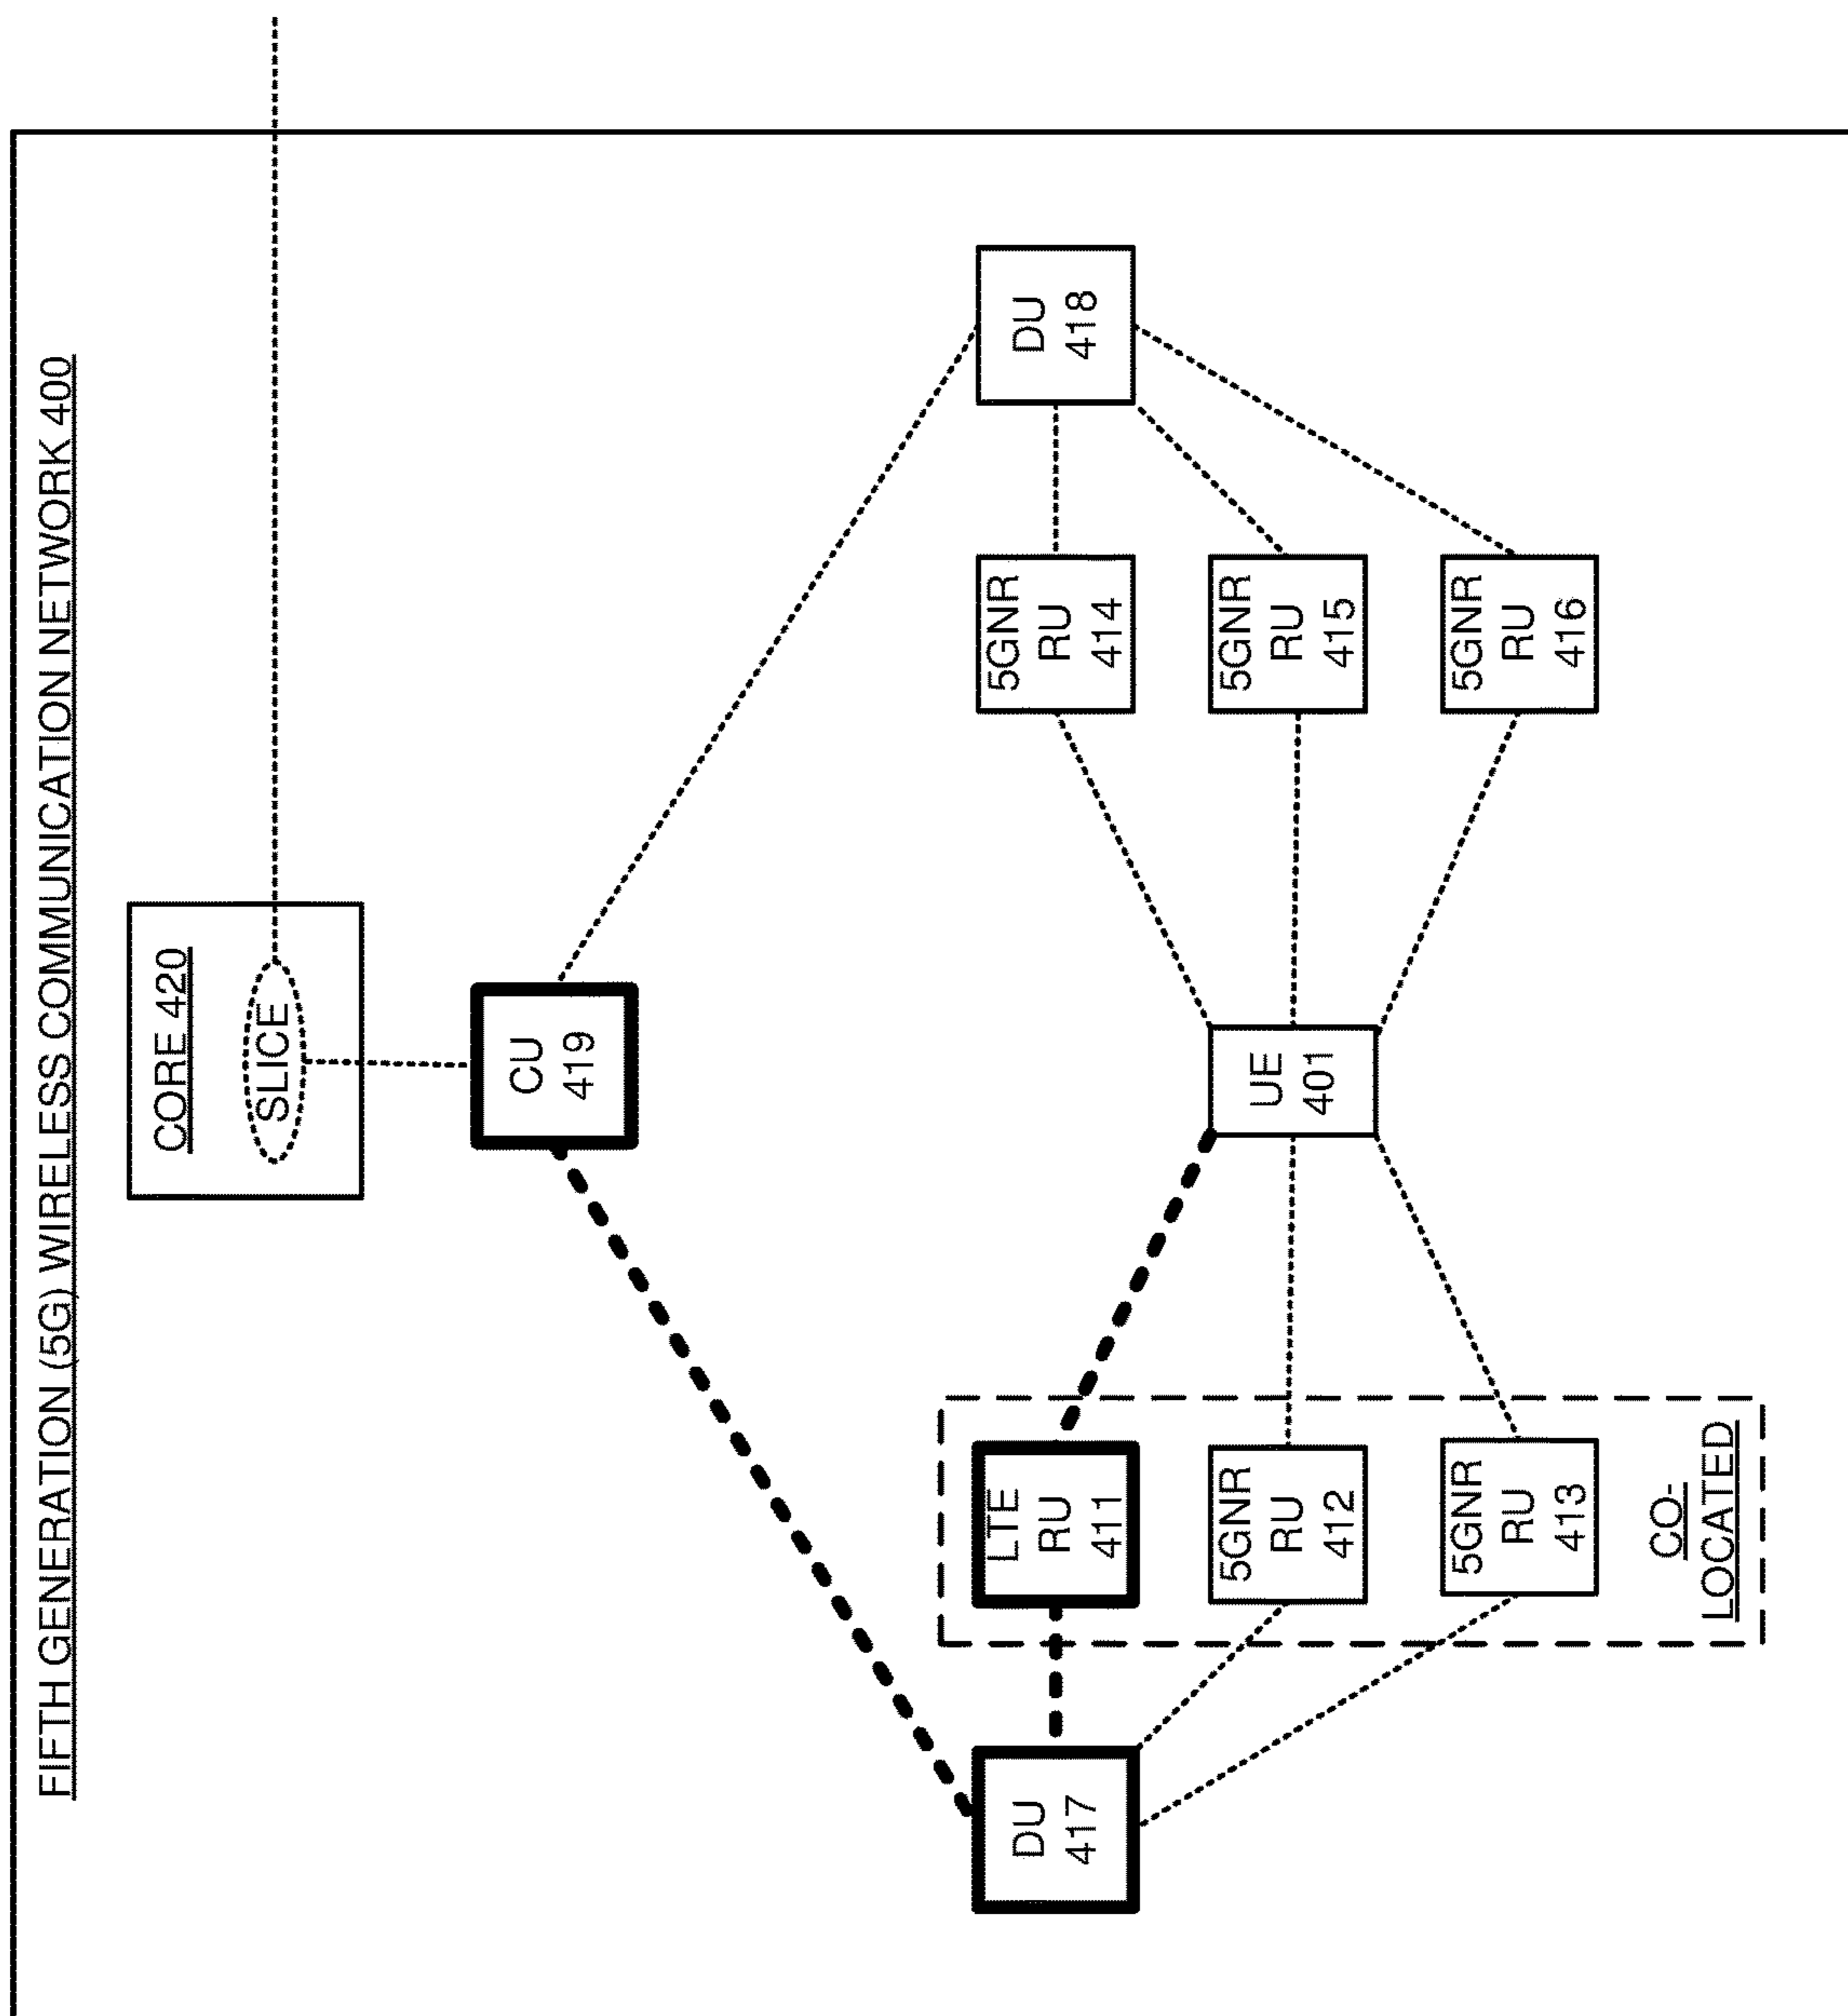 FIFTH GENERATION (5G) WIRELESS COMMUNICATION NETWORK 400
CORE 420
SLICE
CU
419
DU
417
LTE
RU
411
5GNR
RU
412
5GNR
RU
413
CO-
LOCATED
UE
401
5GNR
RU
414
5GNR
RU
415
5GNR
RU
416
DU
418